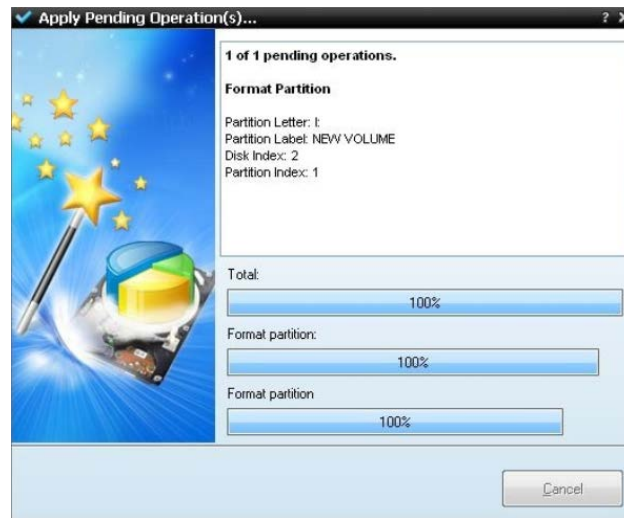 Apply Pending Operation(s)...
? X
1 of 1 pending operations.
Format Partition
Partition Letter: I:
Partition Label: NEW VOLUME
Disk Index: 2
Partition Index: 1
Total:
100%
Format partition:
100%
Format partition
100%
Cancel